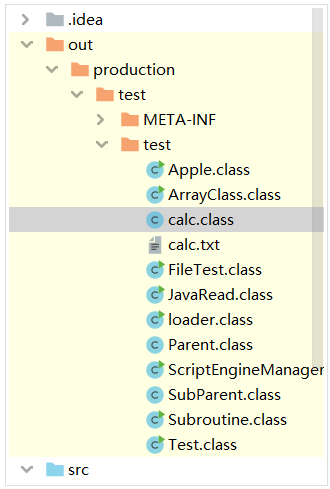 .idea
out
production
test
META-INF
test
Apple.class
ArrayClass.class
calc.class
calc.txt
FileTest.class
JavaRead.class
loader.class
Parent.class
ScriptEngineManager
SubParent.class
Subroutine.class
Test.class
src